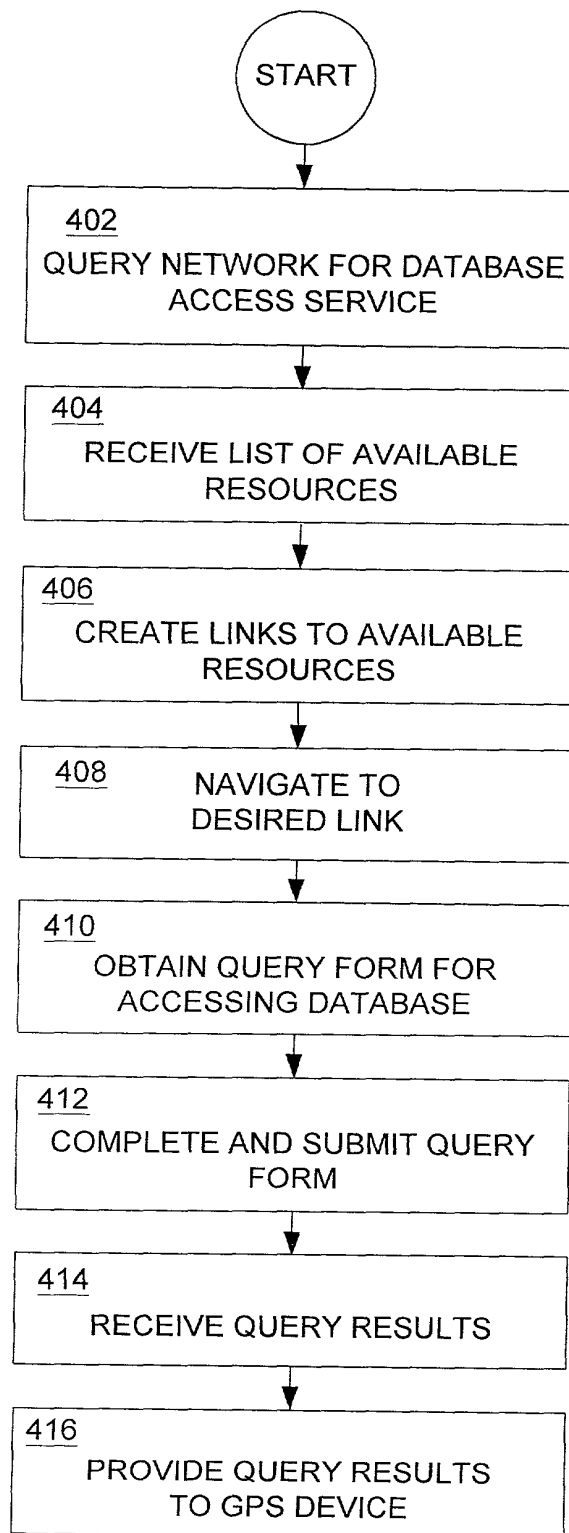 START
402
QUERY NETWORK FOR DATABASE
ACCESS SERVICE
404
RECEIVE LIST OF AVAILABLE
RESOURCES
406
CREATE LINKS TO AVAILABLE
RESOURCES
408
NAVIGATE TO
DESIRED LINK
410
OBTAIN QUERY FORM FOR
ACCESSING DATABASE
412
COMPLETE AND SUBMIT QUERY
FORM
414
RECEIVE QUERY RESULTS
416
PROVIDE QUERY RESULTS
TO GPS DEVICE